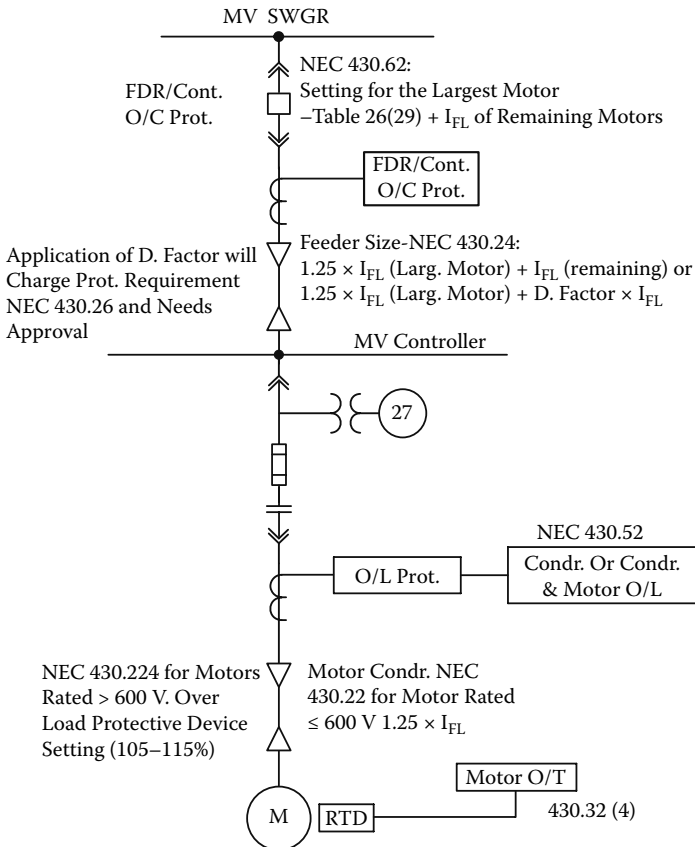 MV SWGR
FDR/Cont.
O/C Prot.
NEC 430.62:
Setting for the Largest Motor
–Table 26(29) + I_FL of Remaining Motors
FDR/Cont.
O/C Prot.
Application of D. Factor will
Charge Prot. Requirement
NEC 430.26 and Needs
Approval
Feeder Size-NEC 430.24:
1.25 × I_FL (Larg. Motor) + I_FL (remaining) or
1.25 × I_FL (Larg. Motor) + D. Factor × I_FL
MV Controller
27
NEC 430.52
O/L Prot.
Condr. Or Condr.
& Motor O/L
NEC 430.224 for Motors
Rated > 600 V. Over
Load Protective Device
Setting (105–115%)
Motor Condr. NEC
430.22 for Motor Rated
≤ 600 V 1.25 × I_FL
Motor O/T
M
RTD
430.32 (4)